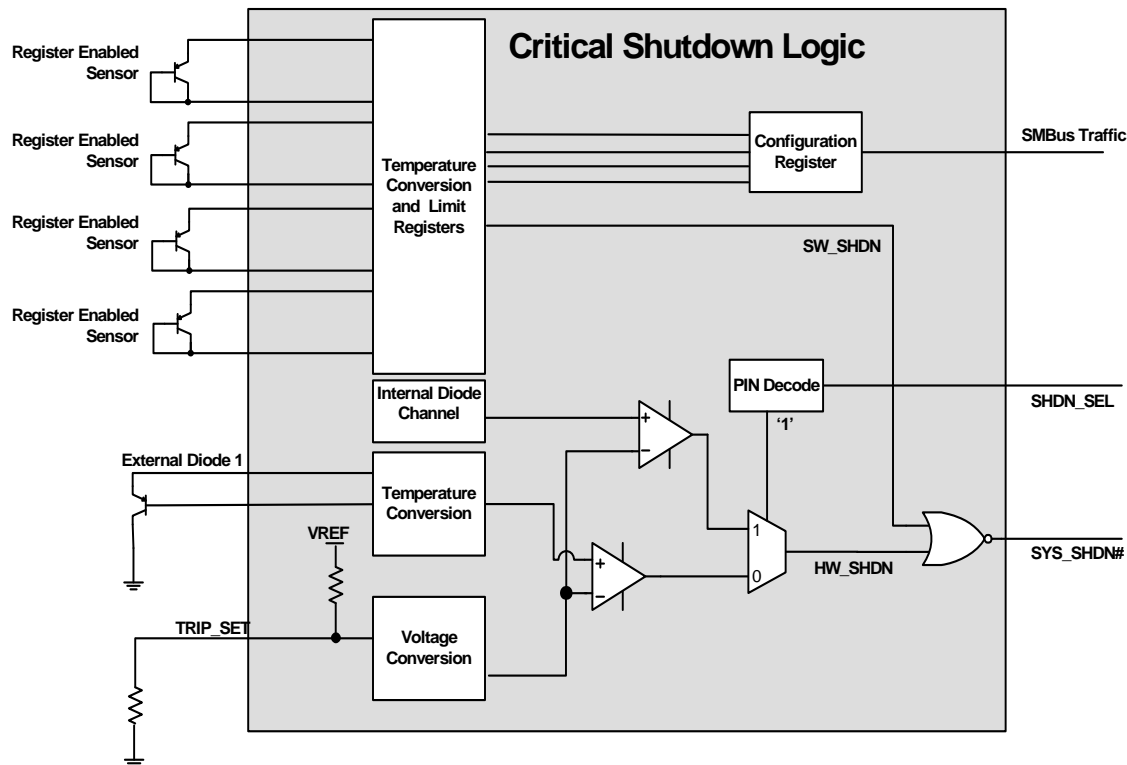 Critical Shutdown Logic
Register Enabled
Sensor
Register Enabled
Sensor
Register Enabled
Sensor
Register Enabled
Sensor
Temperature
Conversion
and Limit
Registers
Configuration
Register
SMBus Traffic
SW_SHDN
Internal Diode
Channel
PIN Decode
SHDN_SEL
'1'
+
−
External Diode 1
Temperature
Conversion
VREF
+
−
1
0
HW_SHDN
SYS_SHDN#
TRIP_SET
Voltage
Conversion